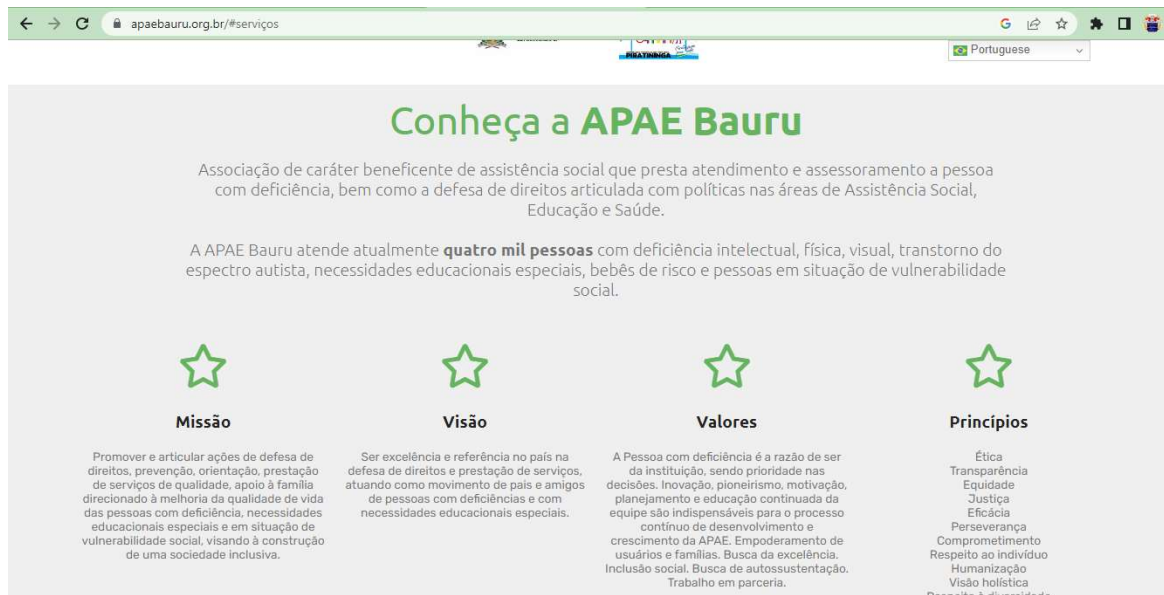 apaebauru.org.br/#serviços
PIRATININGA
Portuguese
Conheça a APAE Bauru
Associação de caráter beneficente de assistência social que presta atendimento e assessoramento a pessoa
com deficiência, bem como a defesa de direitos articulada com políticas nas áreas de Assistência Social,
Educação e Saúde.
A APAE Bauru atende atualmente quatro mil pessoas com deficiência intelectual, física, visual, transtorno do
espectro autista, necessidades educacionais especiais, bebês de risco e pessoas em situação de vulnerabilidade
social.
Missão
Promover e articular ações de defesa de
direitos, prevenção, orientação, prestação
de serviços de qualidade, apoio à família
direcionado à melhoria da qualidade de vida
das pessoas com deficiência, necessidades
educacionais especiais e em situação de
vulnerabilidade social, visando à construção
de uma sociedade inclusiva.
Visão
Ser excelência e referência no país na
defesa de direitos e prestação de serviços,
atuando como movimento de pais e amigos
de pessoas com deficiências e com
necessidades educacionais especiais.
Valores
A Pessoa com deficiência é a razão de ser
da instituição, sendo prioridade nas
decisões. Inovação, pioneirismo, motivação,
planejamento e educação continuada da
equipe são indispensáveis para o processo
contínuo de desenvolvimento e
crescimento da APAE. Empoderamento de
usuários e famílias. Busca da excelência.
Inclusão social. Busca de autossustentação.
Trabalho em parceria.
Princípios
Ética
Transparência
Equidade
Justiça
Eficácia
Perseverança
Comprometimento
Respeito ao indivíduo
Humanização
Visão holística
Respeito à diversidade